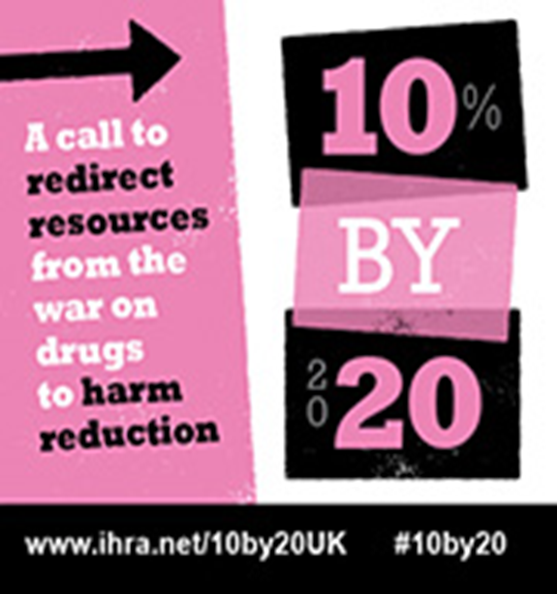 A call to
redirect
resources
from the
war on
drugs
to harm
reduction
10%
BY
2020
www.ihra.net/10by20UK #10by20